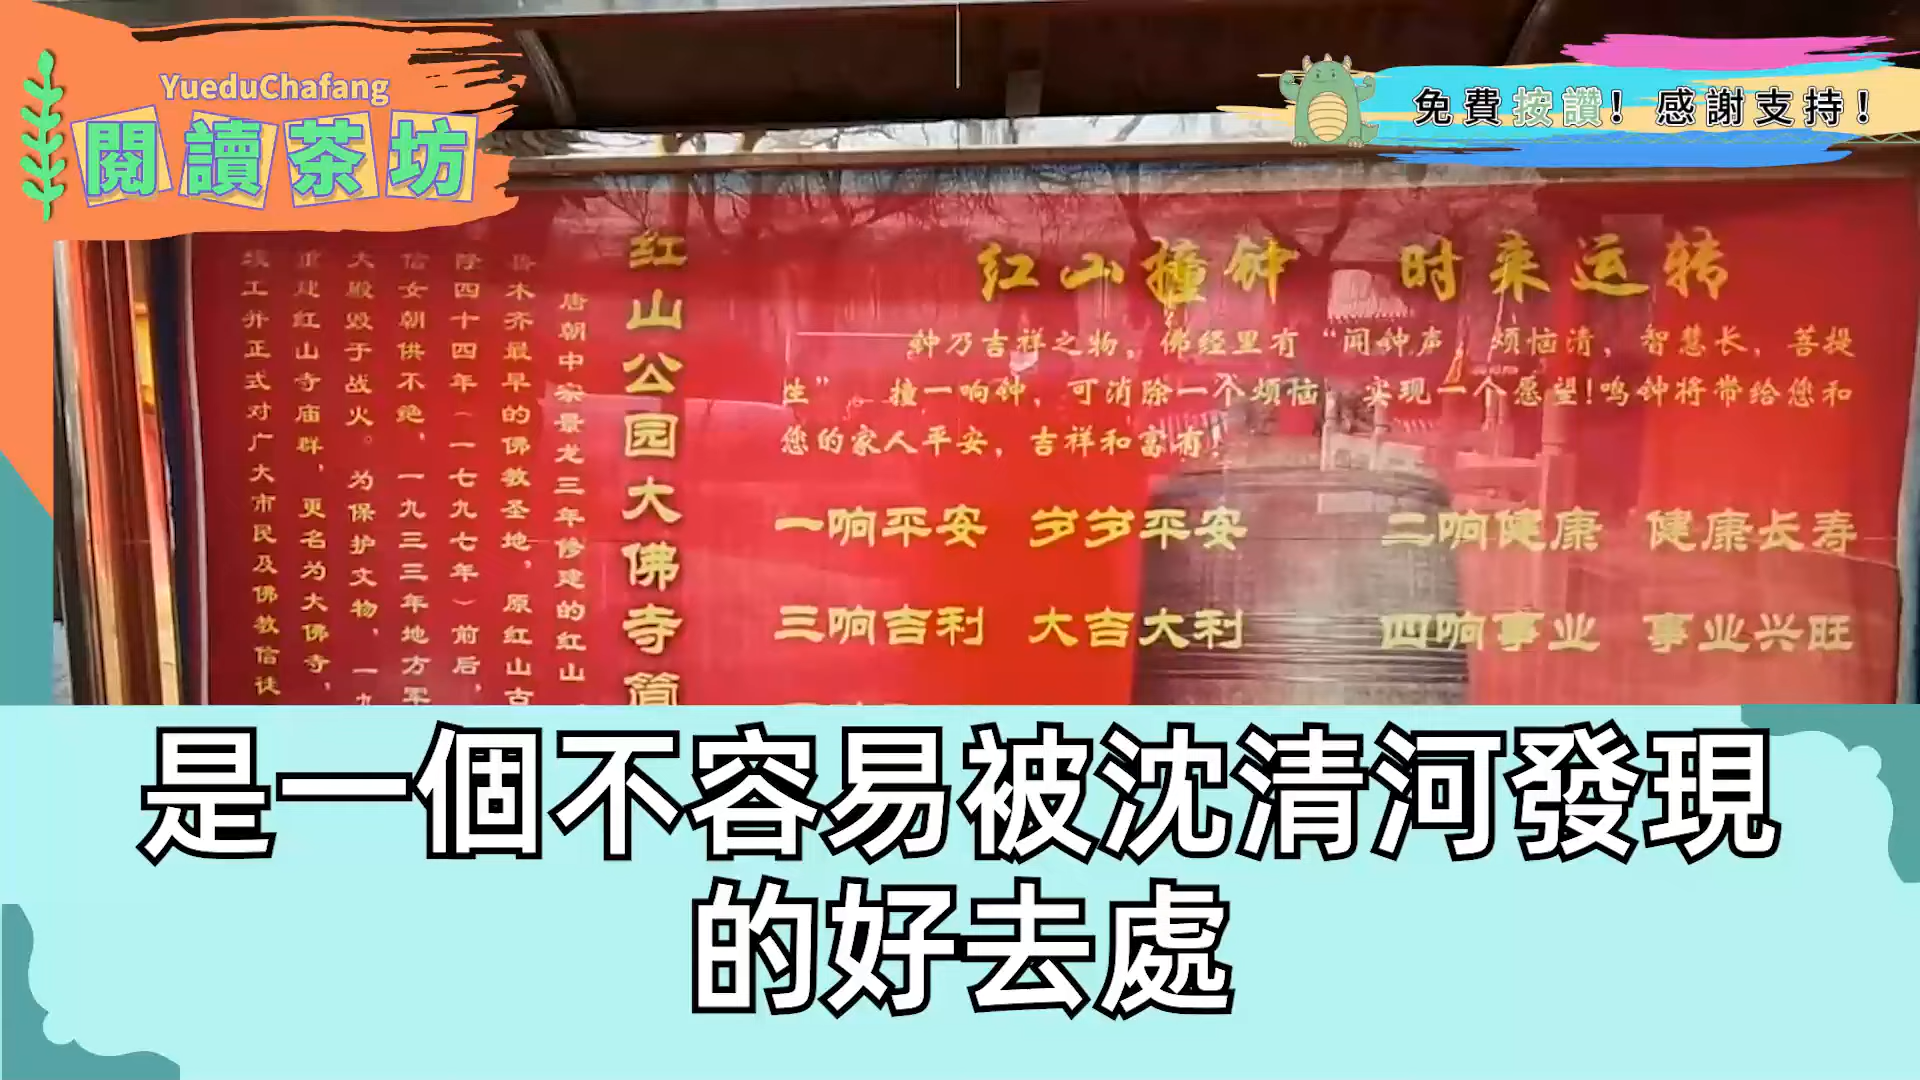 YueduChafang
閱讀茶坊
免費按讚！感謝支持！
红山撞钟 时来运转
钟乃吉祥之物，佛经里有“闻钟声，烦恼清，智慧长，菩提
生” 撞一响钟，可消除一个烦恼，实现一个愿望！鸣钟将带给您和
您的家人平安，吉祥和富有！
一响平安 岁岁平安 二响健康 健康长寿
三响吉利 大吉大利 四响事业 事业兴旺
红山公园大佛寺简
唐朝中宗景龙三年修建的红山
鲁木齐最早的佛教圣地，原红山古
隆四十四年（一七九七年）前后，
信女朝供不绝，一九三三年地方军
大殿毁于战火。为保护文物，一九
重建红山寺庙群，更名为大佛寺，
竣工并正式对广大市民及佛教信徒
是一個不容易被沈清河發現
的好去處